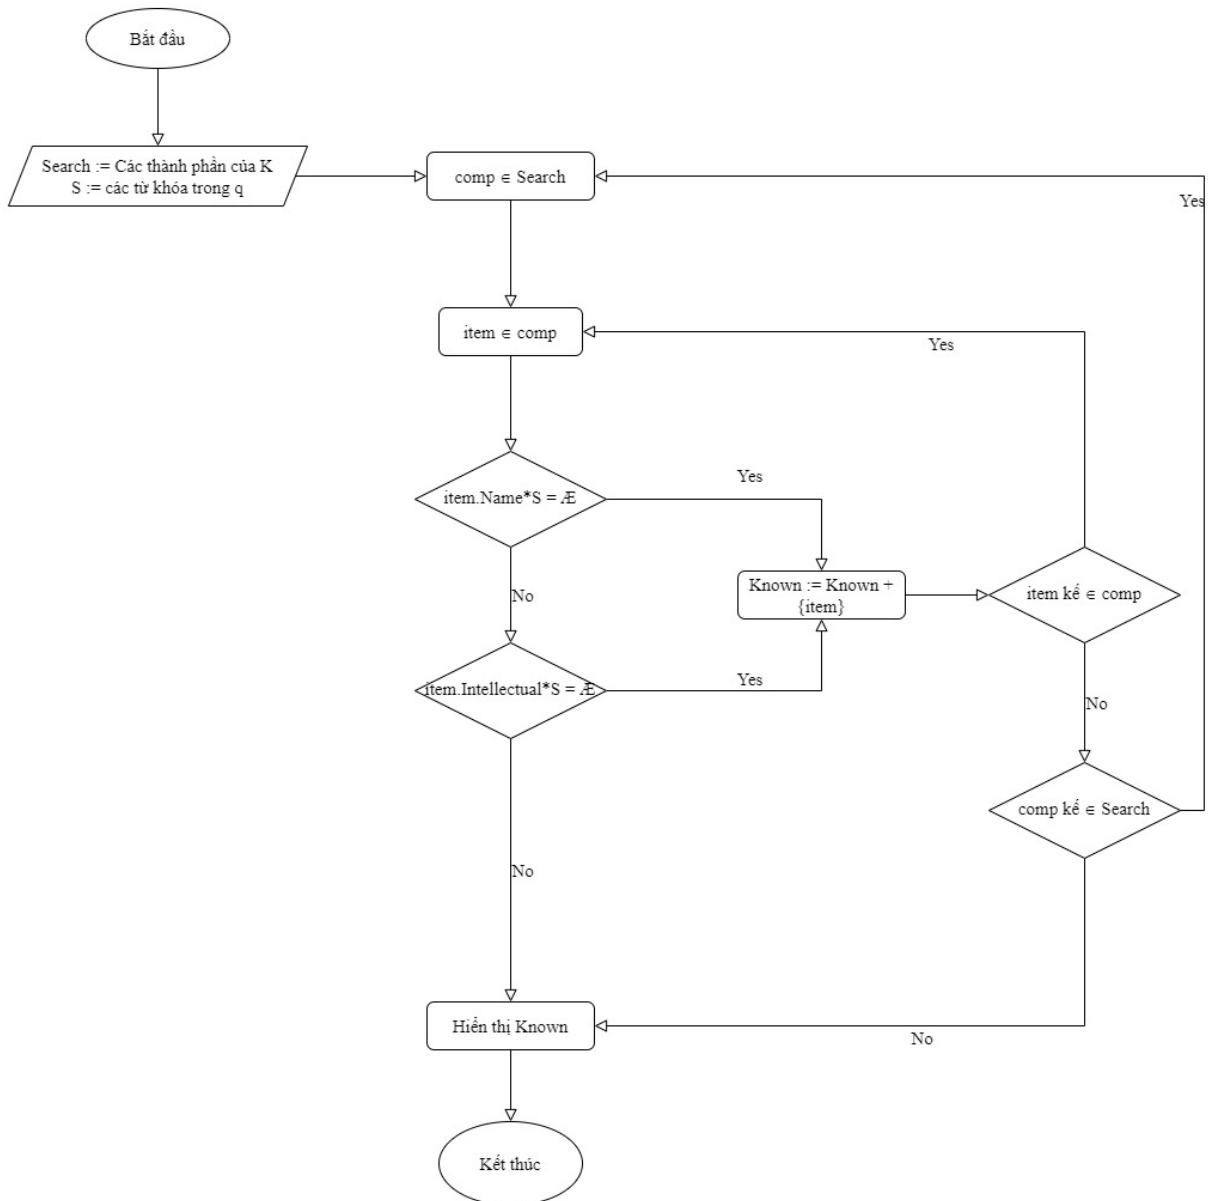 Bắt đầu
Search := Các thành phần của K
S := các từ khóa trong q
comp ∈ Search
Yes
item ∈ comp
Yes
item.Name*S = Æ
Yes
Known := Known +
{item}
item kế ∈ comp
No
item.Intellectual*S = Æ
Yes
No
comp kế ∈ Search
No
Hiển thị Known
No
Kết thúc